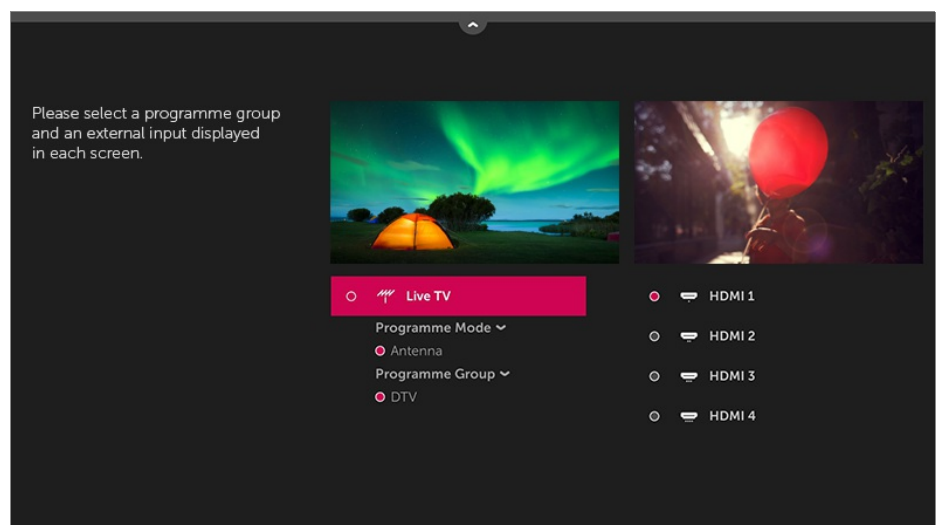 Please select a programme group
and an external input displayed
in each screen.
Live TV
Programme Mode
Antenna
Programme Group
DTV
HDMI 1
HDMI 2
HDMI 3
HDMI 4